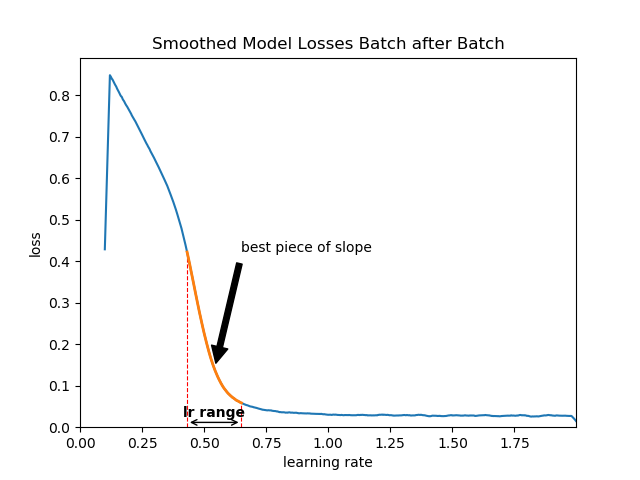 Smoothed Model Losses Batch after Batch
0.8
0.7
0.6
0.5
0.4
0.3
0.2
0.1
0.0
loss
best piece of slope
lr range
0.00 0.25 0.50 0.75 1.00 1.25 1.50 1.75
learning rate